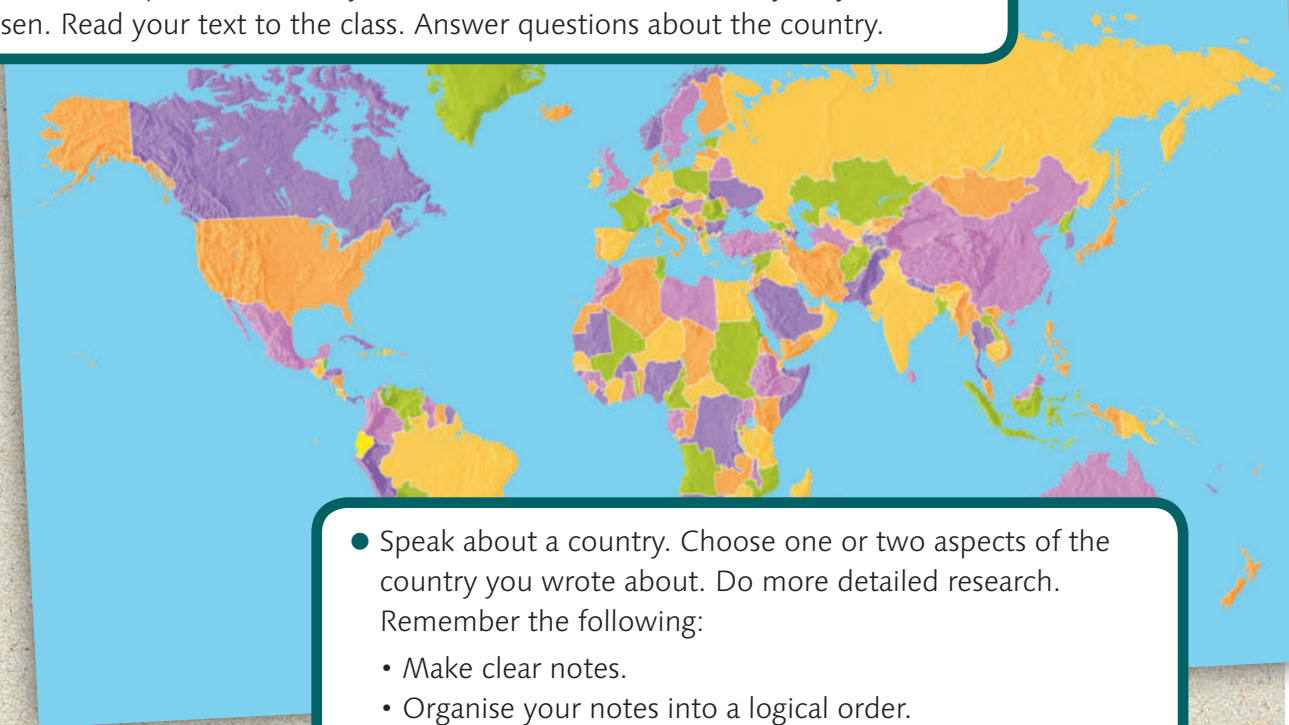 sen. Read your text to the class. Answer questions about the country.
● Speak about a country. Choose one or two aspects of the
country you wrote about. Do more detailed research.
Remember the following:
• Make clear notes.
• Organise your notes into a logical order.